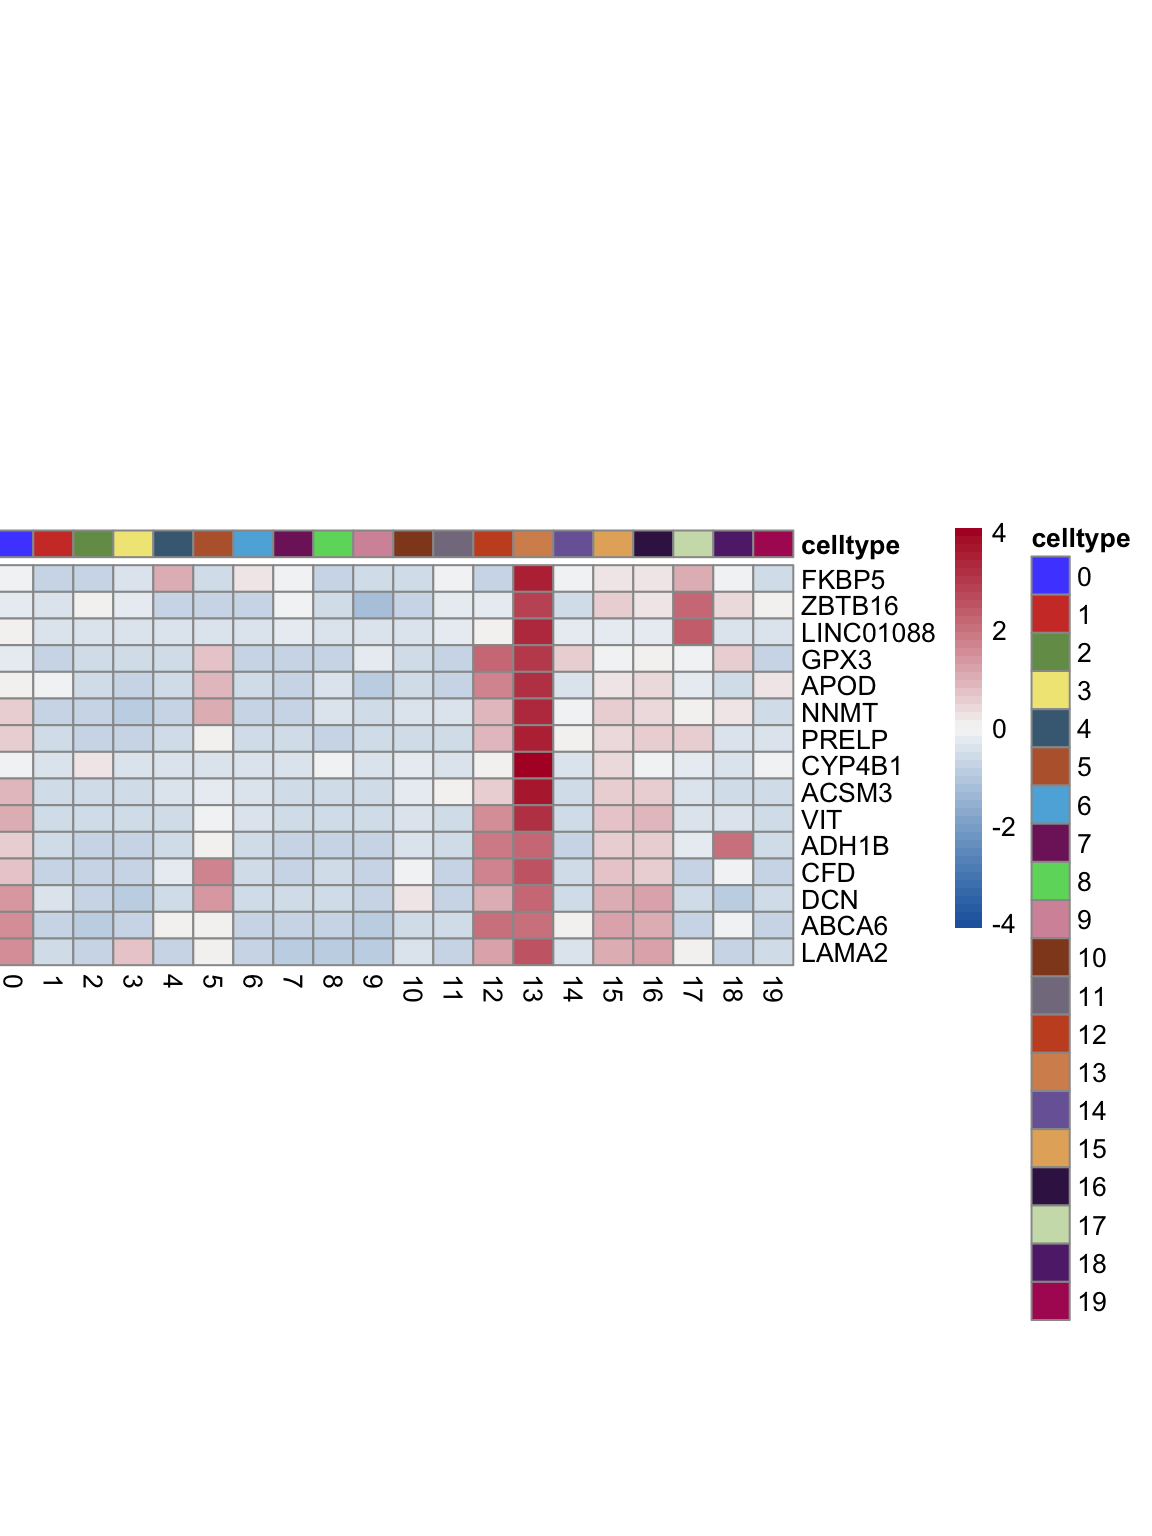 celltype
FKBP5
ZBTB16
LINC01088
GPX3
APOD
NNMT
PRELP
CYP4B1
ACSM3
VIT
ADH1B
CFD
DCN
ABCA6
LAMA2
0 1 2 3 4 5 6 7 8 9 10 11 12 13 14 15 16 17 18 19
4
2
0
-2
-4
celltype
0
1
2
3
4
5
6
7
8
9
10
11
12
13
14
15
16
17
18
19